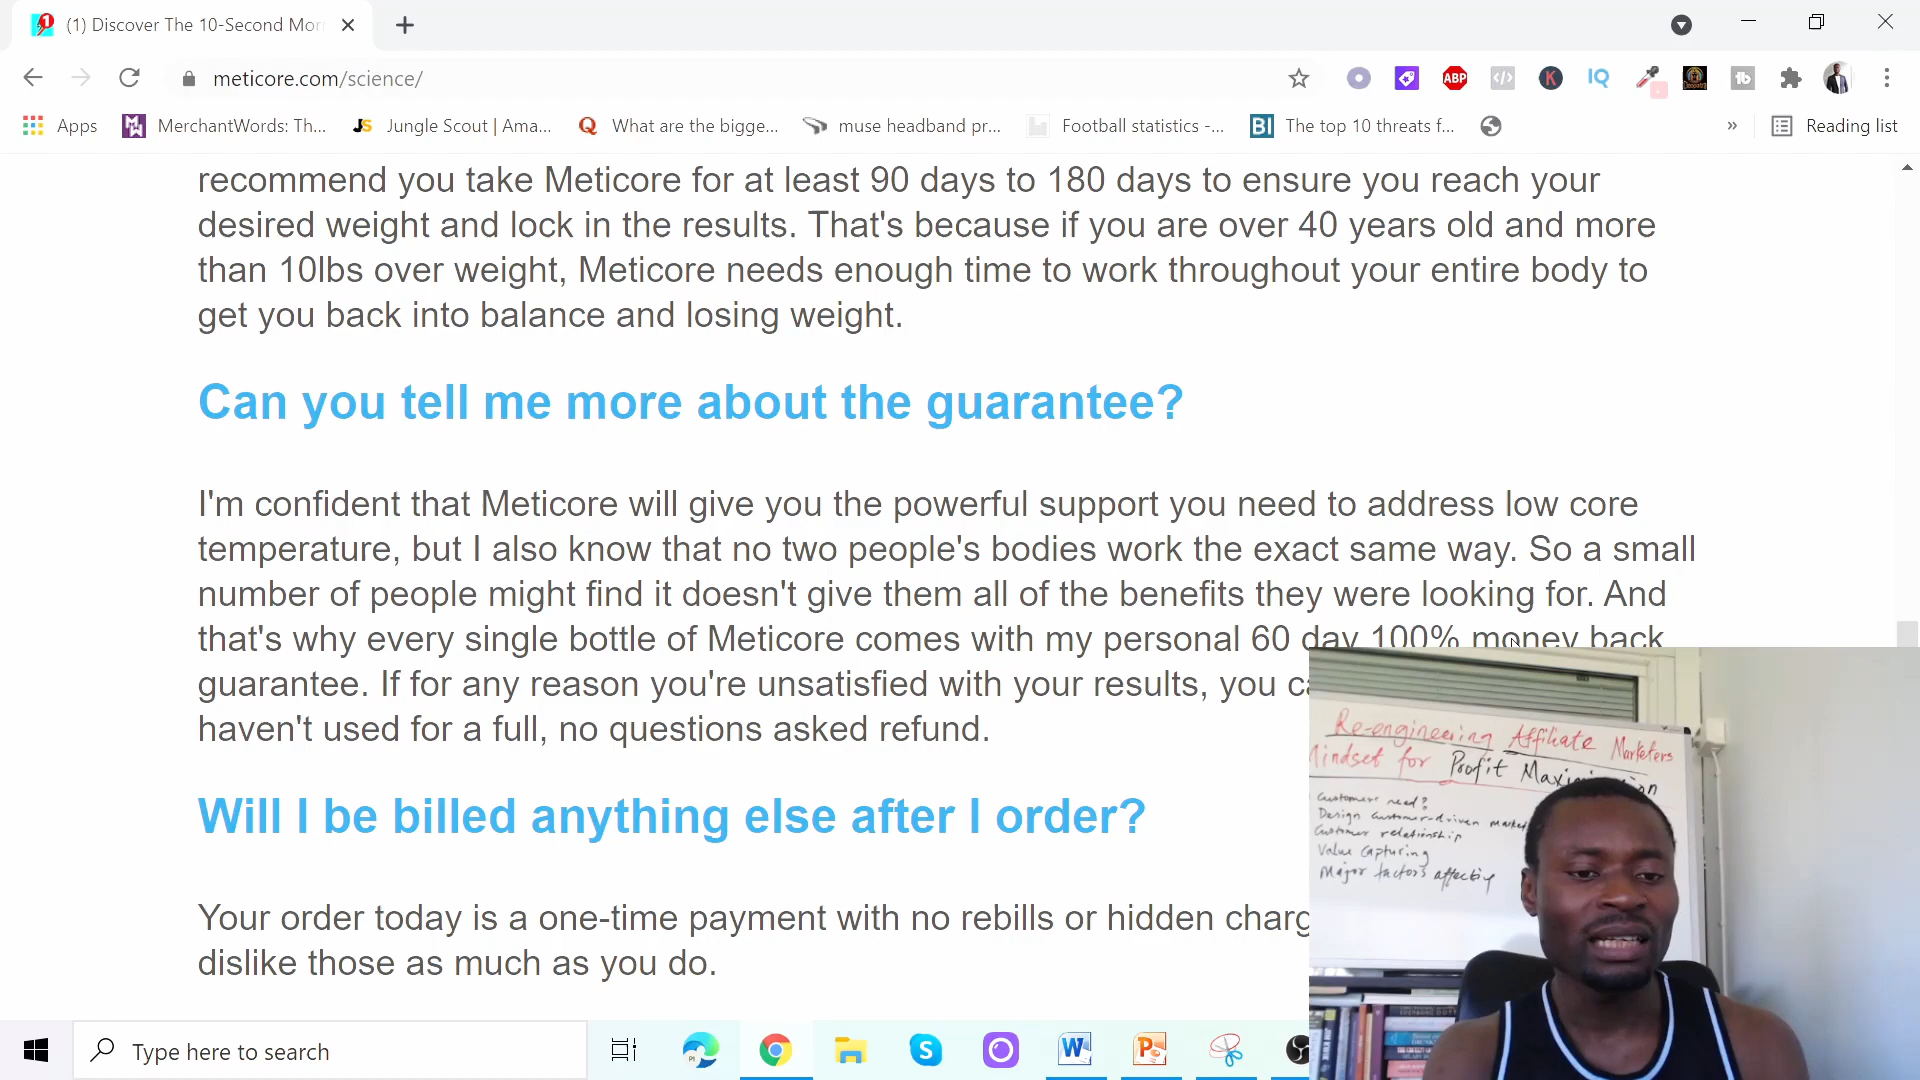 (1) Discover The 10-Second Mor
meticore.com/science/
ABP
K
IQ
Apps
MerchantWords: Th...
JS
Jungle Scout | Ama...
Q
What are the bigge...
muse headband pr...
Football statistics -...
BI
The top 10 threats f...
»
Reading list
recommend you take Meticore for at least 90 days to 180 days to ensure you reach your
desired weight and lock in the results. That's because if you are over 40 years old and more
than 10lbs over weight, Meticore needs enough time to work throughout your entire body to
get you back into balance and losing weight.
Can you tell me more about the guarantee?
I'm confident that Meticore will give you the powerful support you need to address low core
temperature, but I also know that no two people's bodies work the exact same way. So a small
number of people might find it doesn't give them all of the benefits they were looking for. And
that's why every single bottle of Meticore comes with my personal 60 day 100% money back
guarantee. If for any reason you're unsatisfied with your results, you
haven't used for a full, no questions asked refund.
Will I be billed anything else after I order?
Your order today is a one-time payment with no rebills or hidden charg
dislike those as much as you do.
Re-engineering Affiliate Marketers
Mindset for Profit
Customers need?
Design customer-driven market
Customer relationship
Value capturing
Major factors affecting
Type here to search